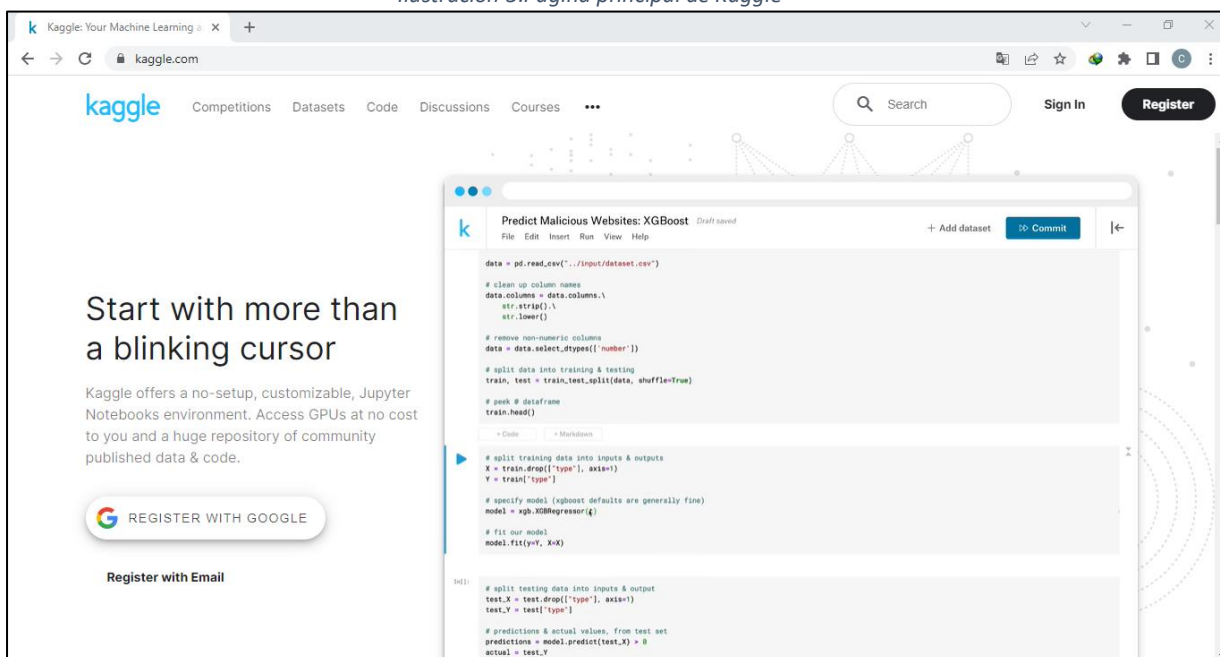 Ilustración 3.Página principal de Kaggle
k Kaggle: Your Machine Learning a × +
kaggle.com
C
kaggle Competitions Datasets Code Discussions Courses ••• Search Sign In Register
k Predict Malicious Websites: XGBoost Draft saved + Add dataset Commit
File Edit Insert Run View Help
data = pd.read_csv("../input/dataset.csv")
# clean up column names
data.columns = data.columns.\
str.strip().\
str.lower()
# remove non-numeric columns
data = data.select_dtypes(['number'])
# split data into training & testing
train, test = train_test_split(data, shuffle=True)
# peek @ dataframe
train.head()
+ Code + Markdown
Start with more than
a blinking cursor
Kaggle offers a no-setup, customizable, Jupyter
Notebooks environment. Access GPUs at no cost
to you and a huge repository of community
published data & code.
G REGISTER WITH GOOGLE
Register with Email
# split training data into inputs & outputs
X = train.drop(["type"], axis=1)
Y = train["type"]
# specify model (xgboost defaults are generally fine)
model = xgb.XGBRegressor()
# fit our model
model.fit(y=Y, X=X)
In[]:
# split testing data into inputs & output
test_X = test.drop(["type"], axis=1)
test_Y = test["type"]
# predictions & actual values, from test set
predictions = model.predict(test_X) > 0
actual = test_Y